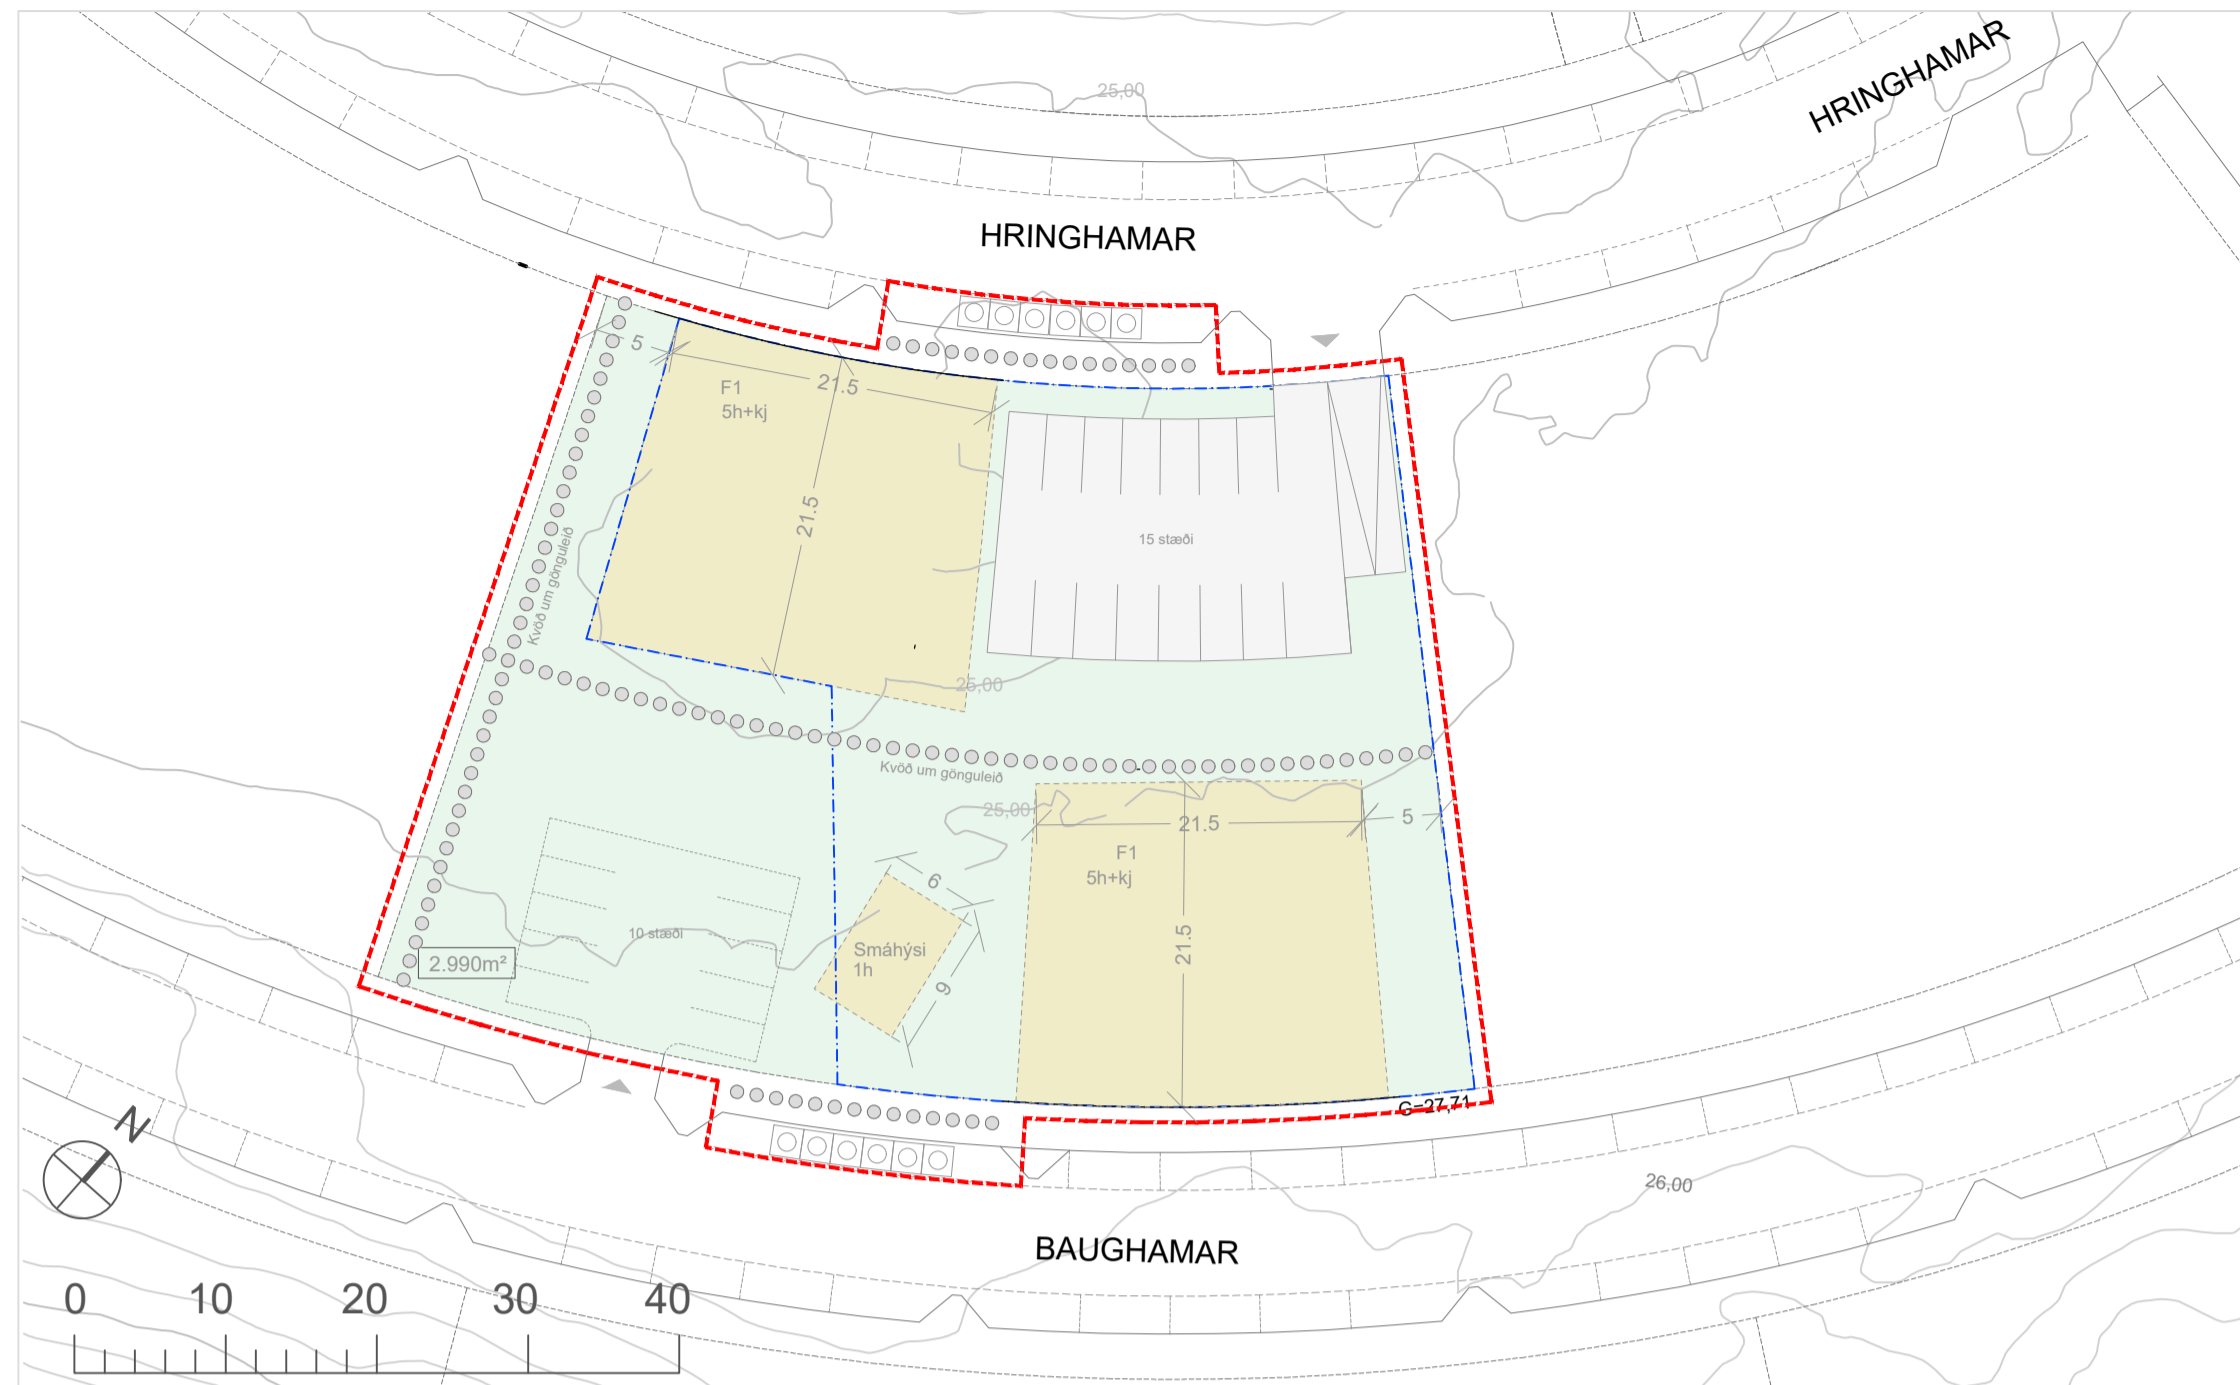 HRINGHAMAR
25,00
HRINGHAMAR
5
F1
5h+kj
21.5
21.5
15 stæði
Kvöð um gönguleið
25,00
Kvöð um gönguleið
25,00
21.5
5
F1
5h+kj
6
10 stæði
Smáhýsi
1h
21.5
2.990m²
9
G=27,71
N
26,00
BAUGHAMAR
0 10 20 30 40